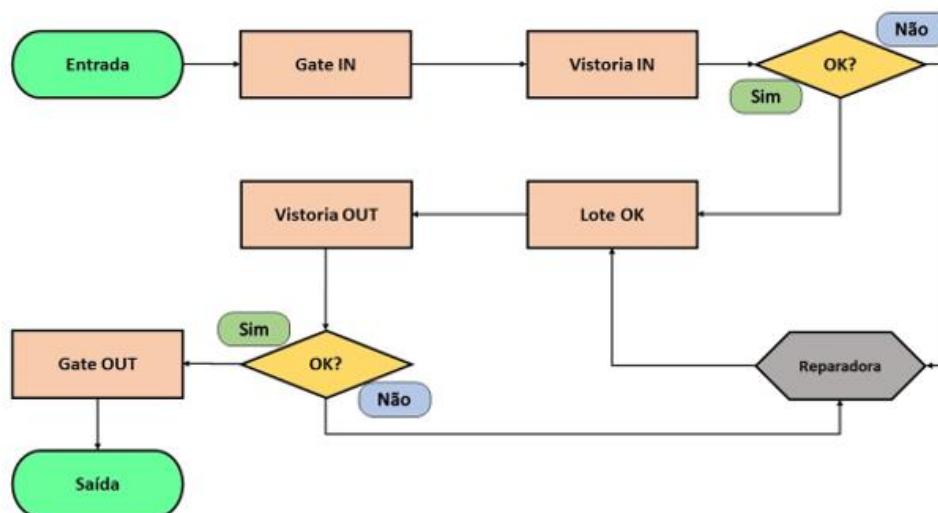 Não
Entrada
Gate IN
Vistoria IN
OK?
Sim
Vistoria OUT
Lote OK
Sim
Gate OUT
OK?
Reparadora
Não
Saída